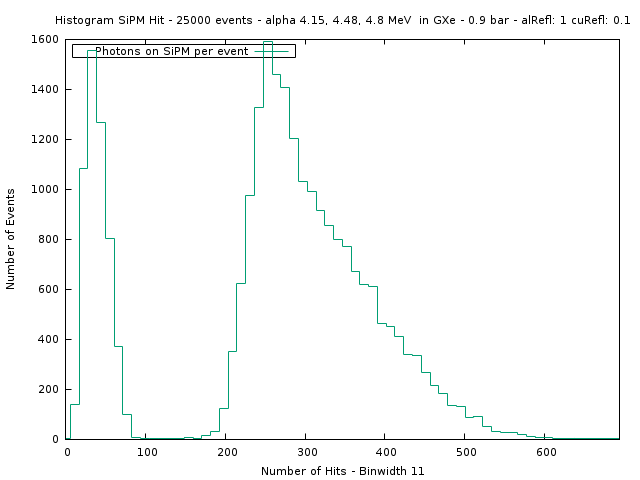 Histogram SiPM Hit - 25000 events - alpha 4.15, 4.48, 4.8 MeV  in GXe - 0.9 bar - alRefl: 1 cuRefl: 0.1
Photons on SiPM per event
1600
1400
1200
1000
800
600
400
200
0
Number of Events
0 100 200 300 400 500 600
Number of Hits - Binwidth 11